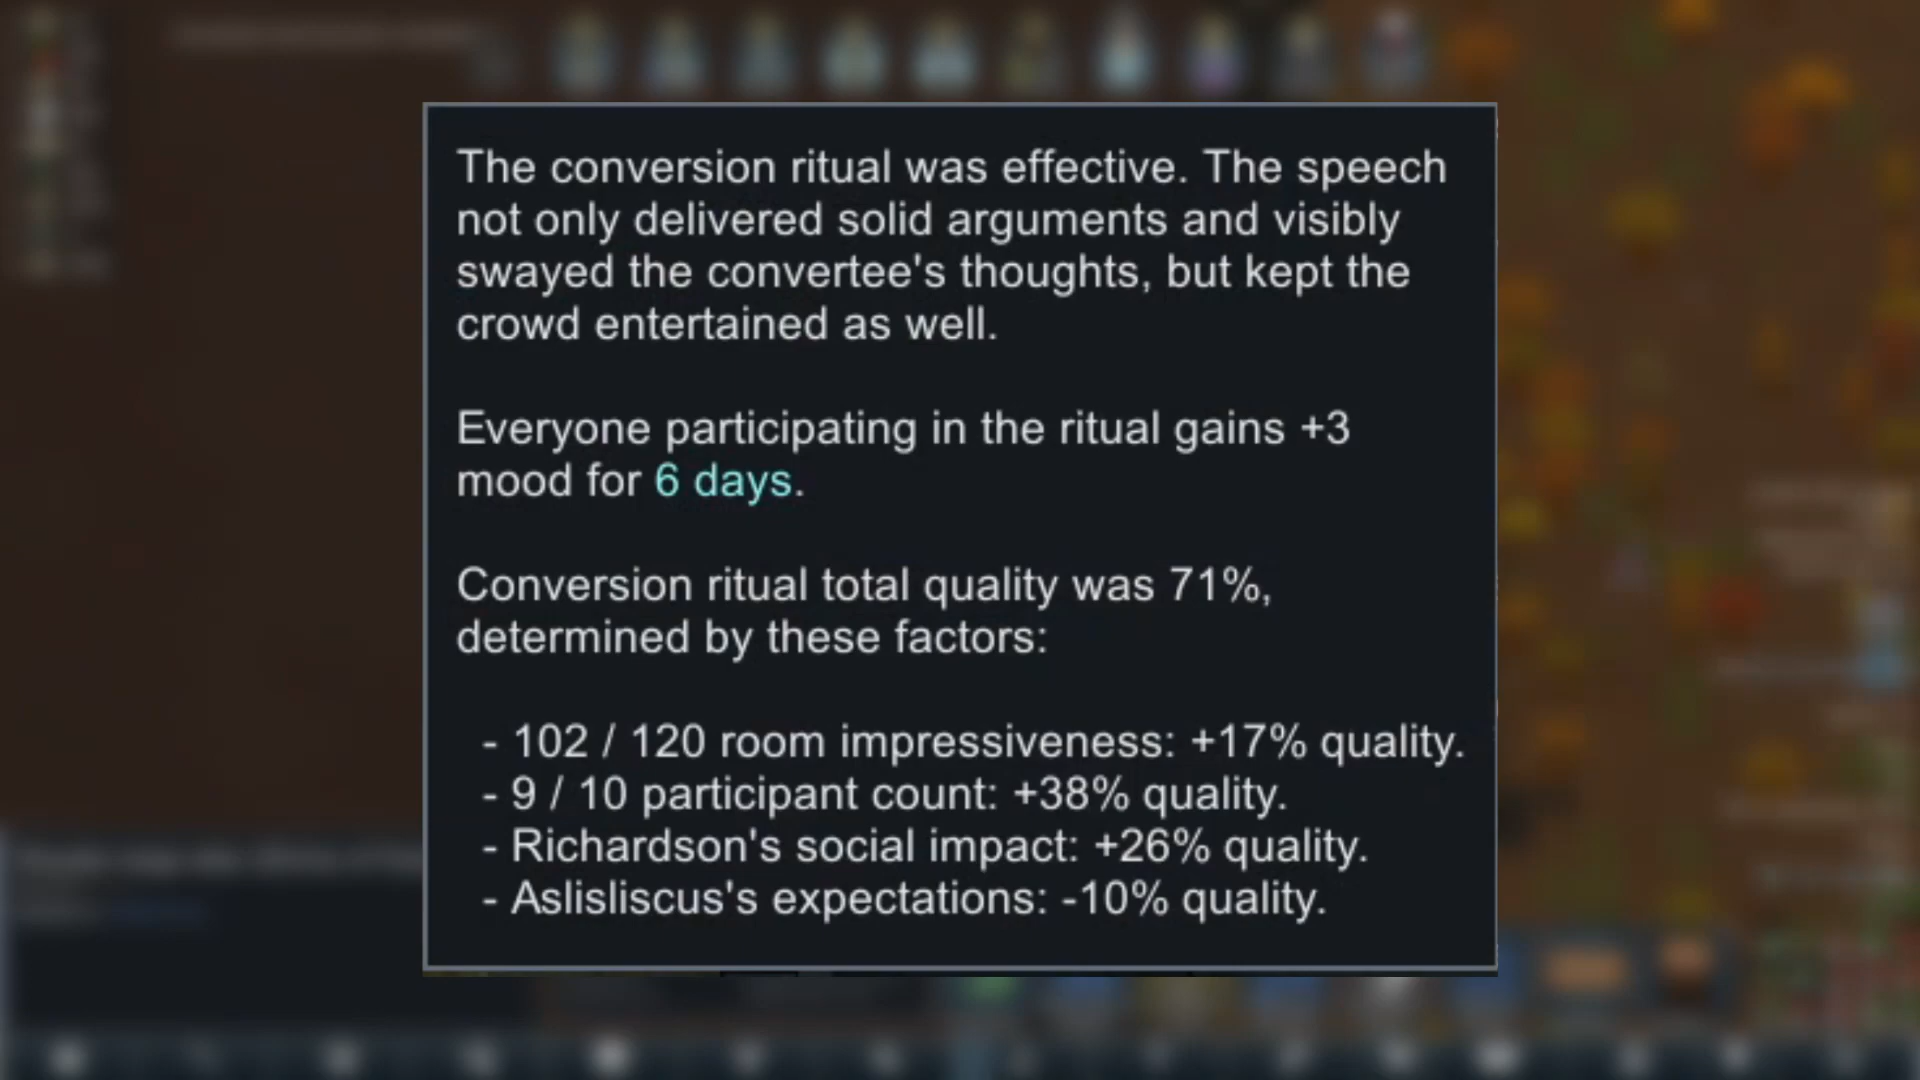 The conversion ritual was effective. The speech
not only delivered solid arguments and visibly
swayed the convertee's thoughts, but kept the
crowd entertained as well.
Everyone participating in the ritual gains +3
mood for 6 days.
Conversion ritual total quality was 71%,
determined by these factors:
- 102 / 120 room impressiveness: +17% quality.
- 9 / 10 participant count: +38% quality.
- Richardson's social impact: +26% quality.
- Aslisliscus's expectations: -10% quality.